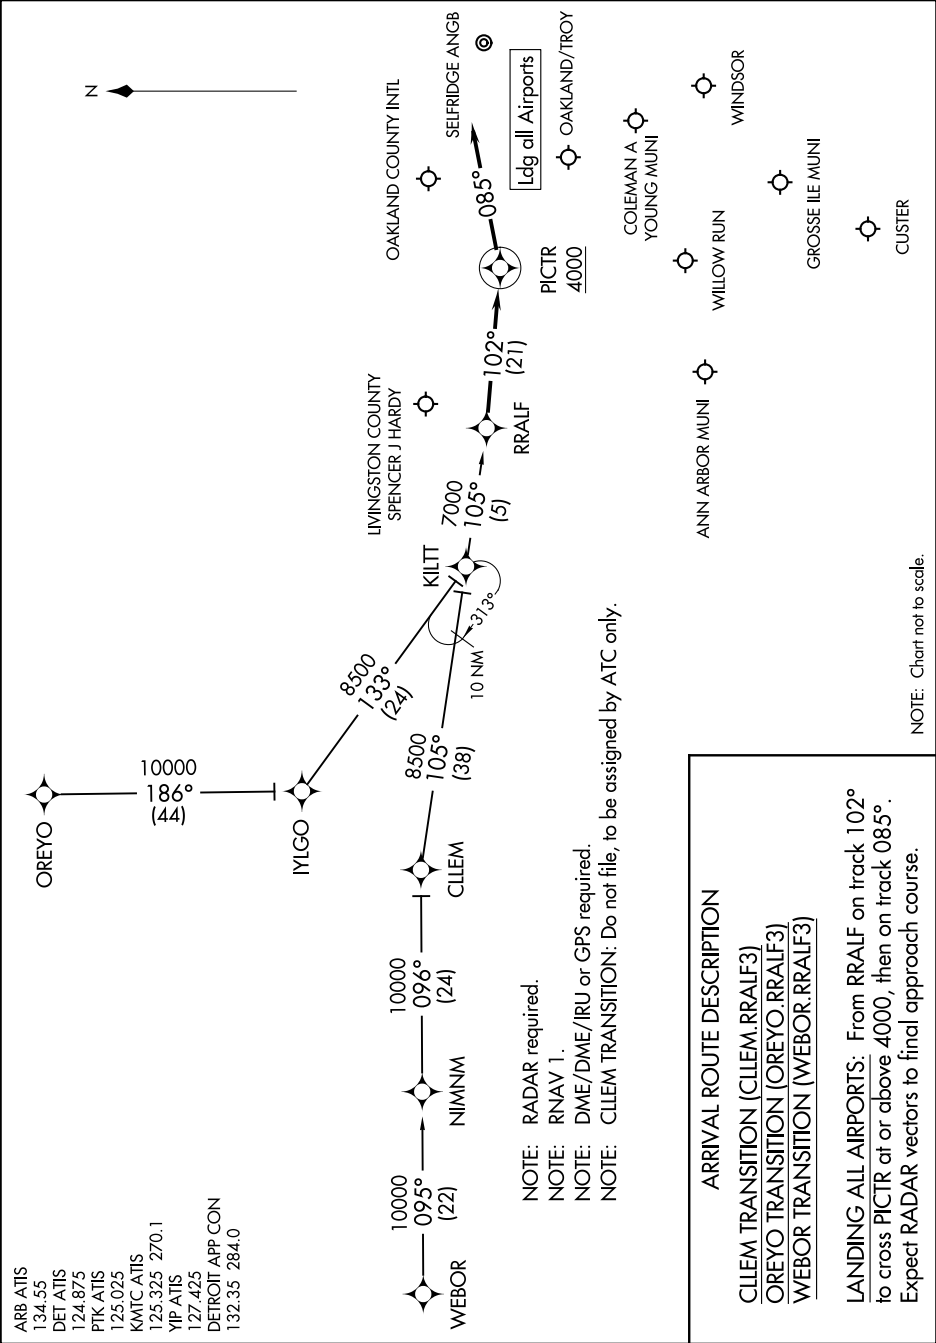 ARB ATIS
134.55
DET ATIS
124.875
PTK ATIS
125.025
KMTC ATIS
125.325 270.1
YIP ATIS
127.425
DETROIT APP CON
132.35 284.0
N
OREYO
10000
186°
(44)
IYLGO
8500
133°
(24)
WEBOR
10000
095°
(22)
NIMNM
10000
096°
(24)
CLLEM
8500
105°
(38)
10 NM
313°
KILTT
7000
105°
(5)
RRALF
102°
(21)
PICTR
4000
085°
Ldg all Airports
LIVINGSTON COUNTY
SPENCER J HARDY
OAKLAND COUNTY INTL
SELFRIDGE ANGB
OAKLAND/TROY
COLEMAN A
YOUNG MUNI
WINDSOR
WILLOW RUN
ANN ARBOR MUNI
GROSSE ILE MUNI
CUSTER
NOTE: RADAR required.
NOTE: RNAV 1.
NOTE: DME/DME/IRU or GPS required.
NOTE: CLLEM TRANSITION: Do not file, to be assigned by ATC only.
NOTE: Chart not to scale.
ARRIVAL ROUTE DESCRIPTION
CLLEM TRANSITION (CLLEM.RRALF3)
OREYO TRANSITION (OREYO.RRALF3)
WEBOR TRANSITION (WEBOR.RRALF3)
LANDING ALL AIRPORTS: From RRALF on track 102°
to cross PICTR at or above 4000, then on track 085°.
Expect RADAR vectors to final approach course.